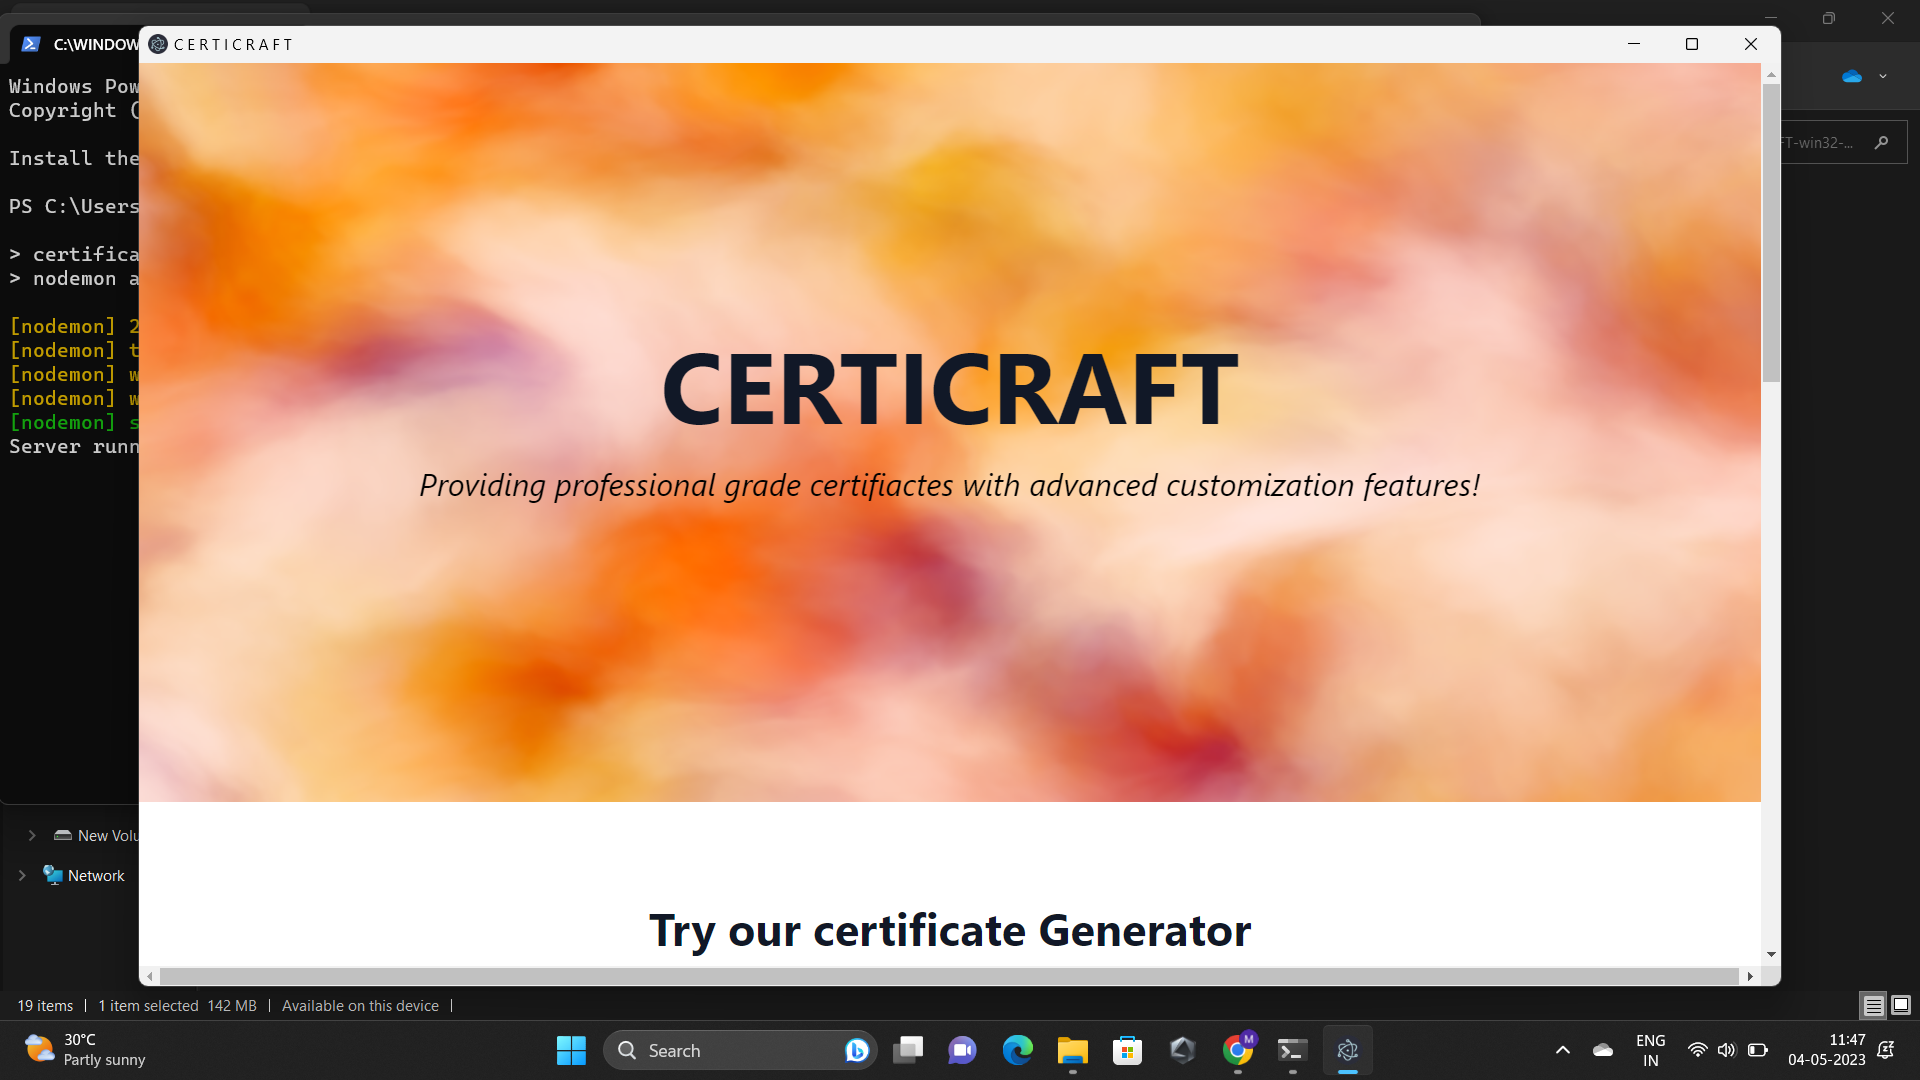 C:\WINDOW
CERTICRAFT
Windows Pow
Copyright (
Install the
PS C:\Users
> certifica
> nodemon a
[nodemon] 2
[nodemon] t
[nodemon] w
[nodemon] w
[nodemon] s
Server runn
FT-win32-...
CERTICRAFT
Providing professional grade certifiactes with advanced customization features!
Try our certificate Generator
New Volu
Network
19 items | 1 item selected 142 MB | Available on this device |
30°C
Partly sunny
Search
M
ENG
IN
11:47
04-05-2023